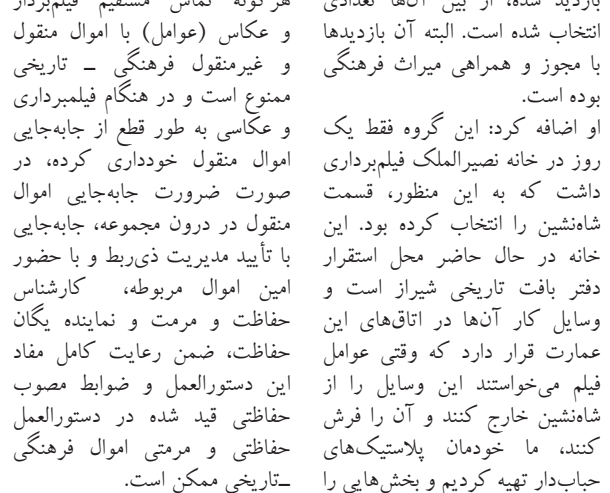 بازدید شده، از بین آن‌ها تعدادی
انتخاب شده است. البته آن بازدیدها
با مجوز و همراهی میراث فرهنگی
بوده است.
او اضافه کرد: این گروه فقط یک
روز در خانه نصیرالملک فیلم‌برداری
داشت که به این منظور، قسمت
شاه‌نشین را انتخاب کرده بود. این
خانه در حال حاضر محل استقرار
دفتر بافت تاریخی شیراز است و
وسایل کار آن‌ها در اتاق‌های این
عمارت قرار دارد که وقتی عوامل
فیلم می‌خواستند این وسایل را از
شاه‌نشین خارج کنند و آن را فرش
کنند، ما خودمان پلاستیک‌های
حباب‌دار تهیه کردیم و بخش‌هایی را
هرگونه تماس مستقیم فیلم‌بردار
و عکاس (عوامل) با اموال منقول
و غیرمنقول فرهنگی ـ تاریخی
ممنوع است و در هنگام فیلمبرداری
و عکاسی به طور قطع از جابه‌جایی
اموال منقول خودداری کرده، در
صورت ضرورت جابه‌جایی اموال
منقول در درون مجموعه، جابه‌جایی
با تأیید مدیریت ذی‌ربط و با حضور
امین اموال مربوطه، کارشناس
حفاظت و مرمت و نماینده یگان
حفاظت، ضمن رعایت کامل مفاد
این دستورالعمل و ضوابط مصوب
حفاظتی قید شده در دستورالعمل
حفاظتی و مرمتی اموال فرهنگی
ـتاریخی ممکن است.